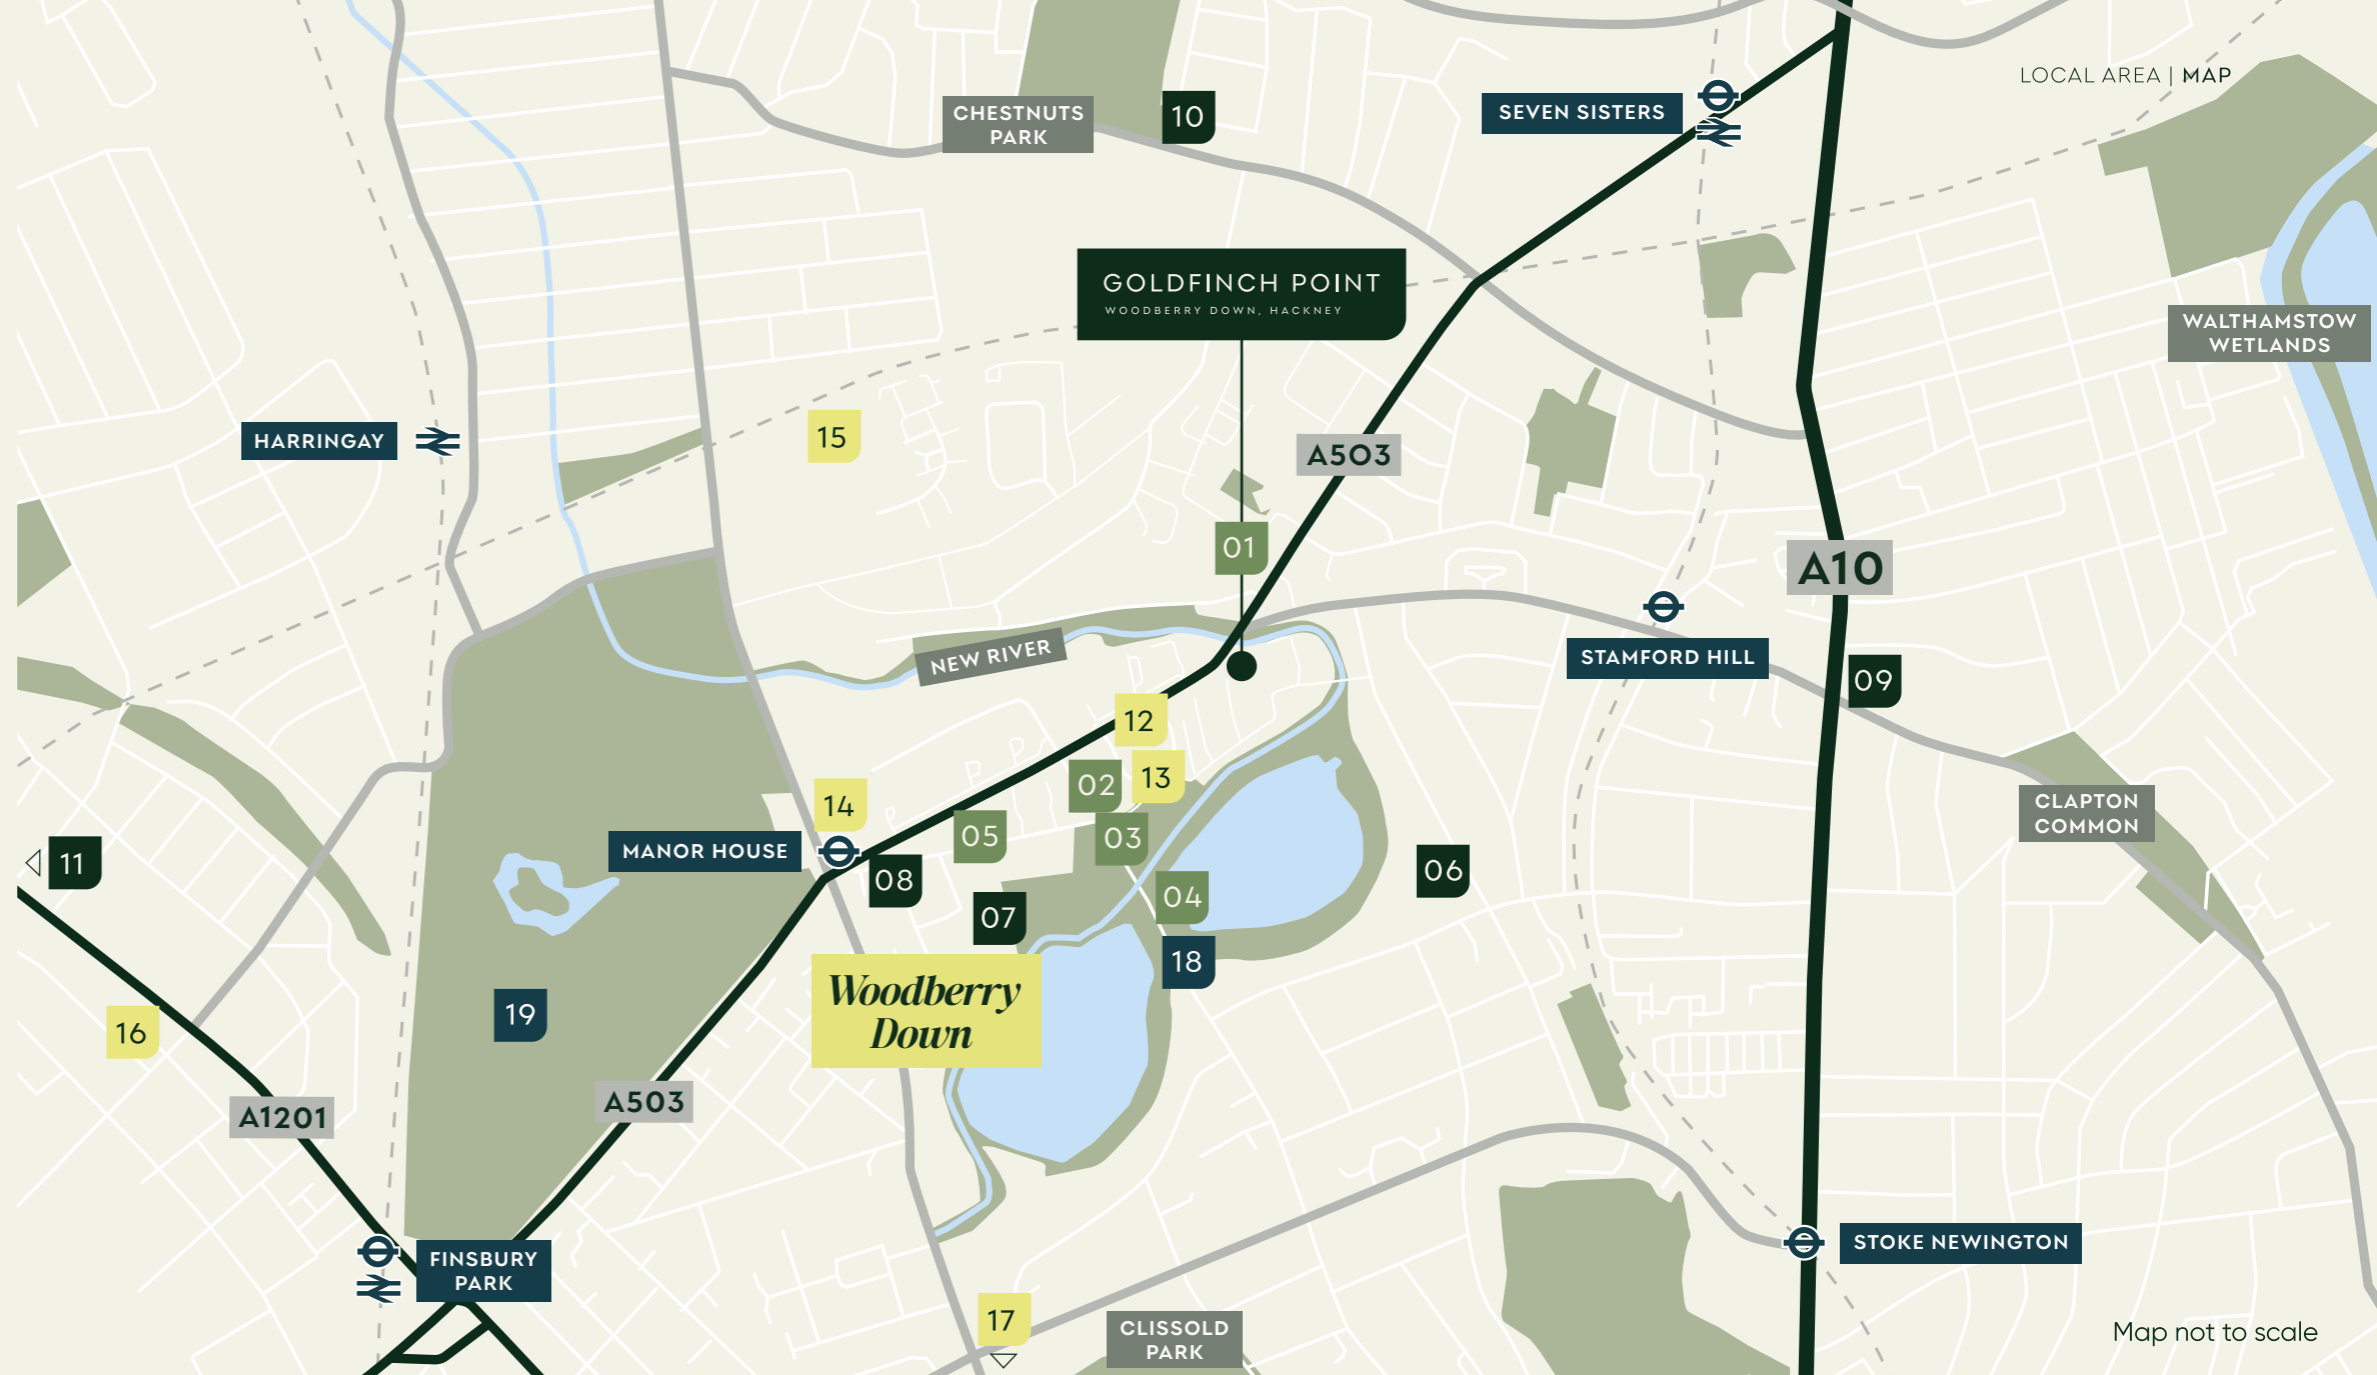 LOCAL AREA | MAP
CHESTNUTS
PARK
10
SEVEN SISTERS
GOLDFINCH POINT
WOODBERRY DOWN, HACKNEY
WALTHAMSTOW
WETLANDS
HARRINGAY
15
A503
01
A10
NEW RIVER
STAMFORD HILL
09
12
13
02
14
05
03
MANOR HOUSE
CLAPTON
COMMON
11
08
06
04
07
18
Woodberry
Down
19
16
A1201
A503
FINSBURY
PARK
STOKE NEWINGTON
17
CLISSOLD
PARK
Map not to scale